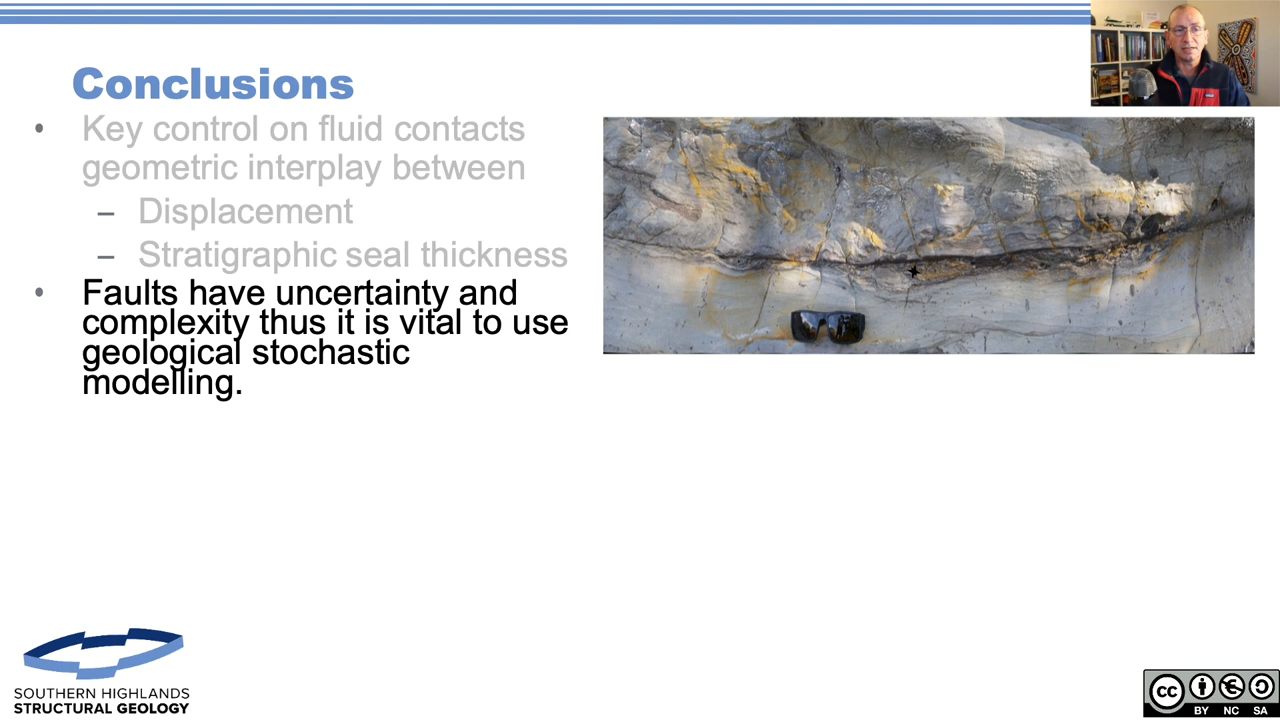 Conclusions
• Key control on fluid contacts
geometric interplay between
– Displacement
– Stratigraphic seal thickness
• Faults have uncertainty and
complexity thus it is vital to use
geological stochastic
modelling.
SOUTHERN HIGHLANDS
STRUCTURAL GEOLOGY
cc
BY NC SA